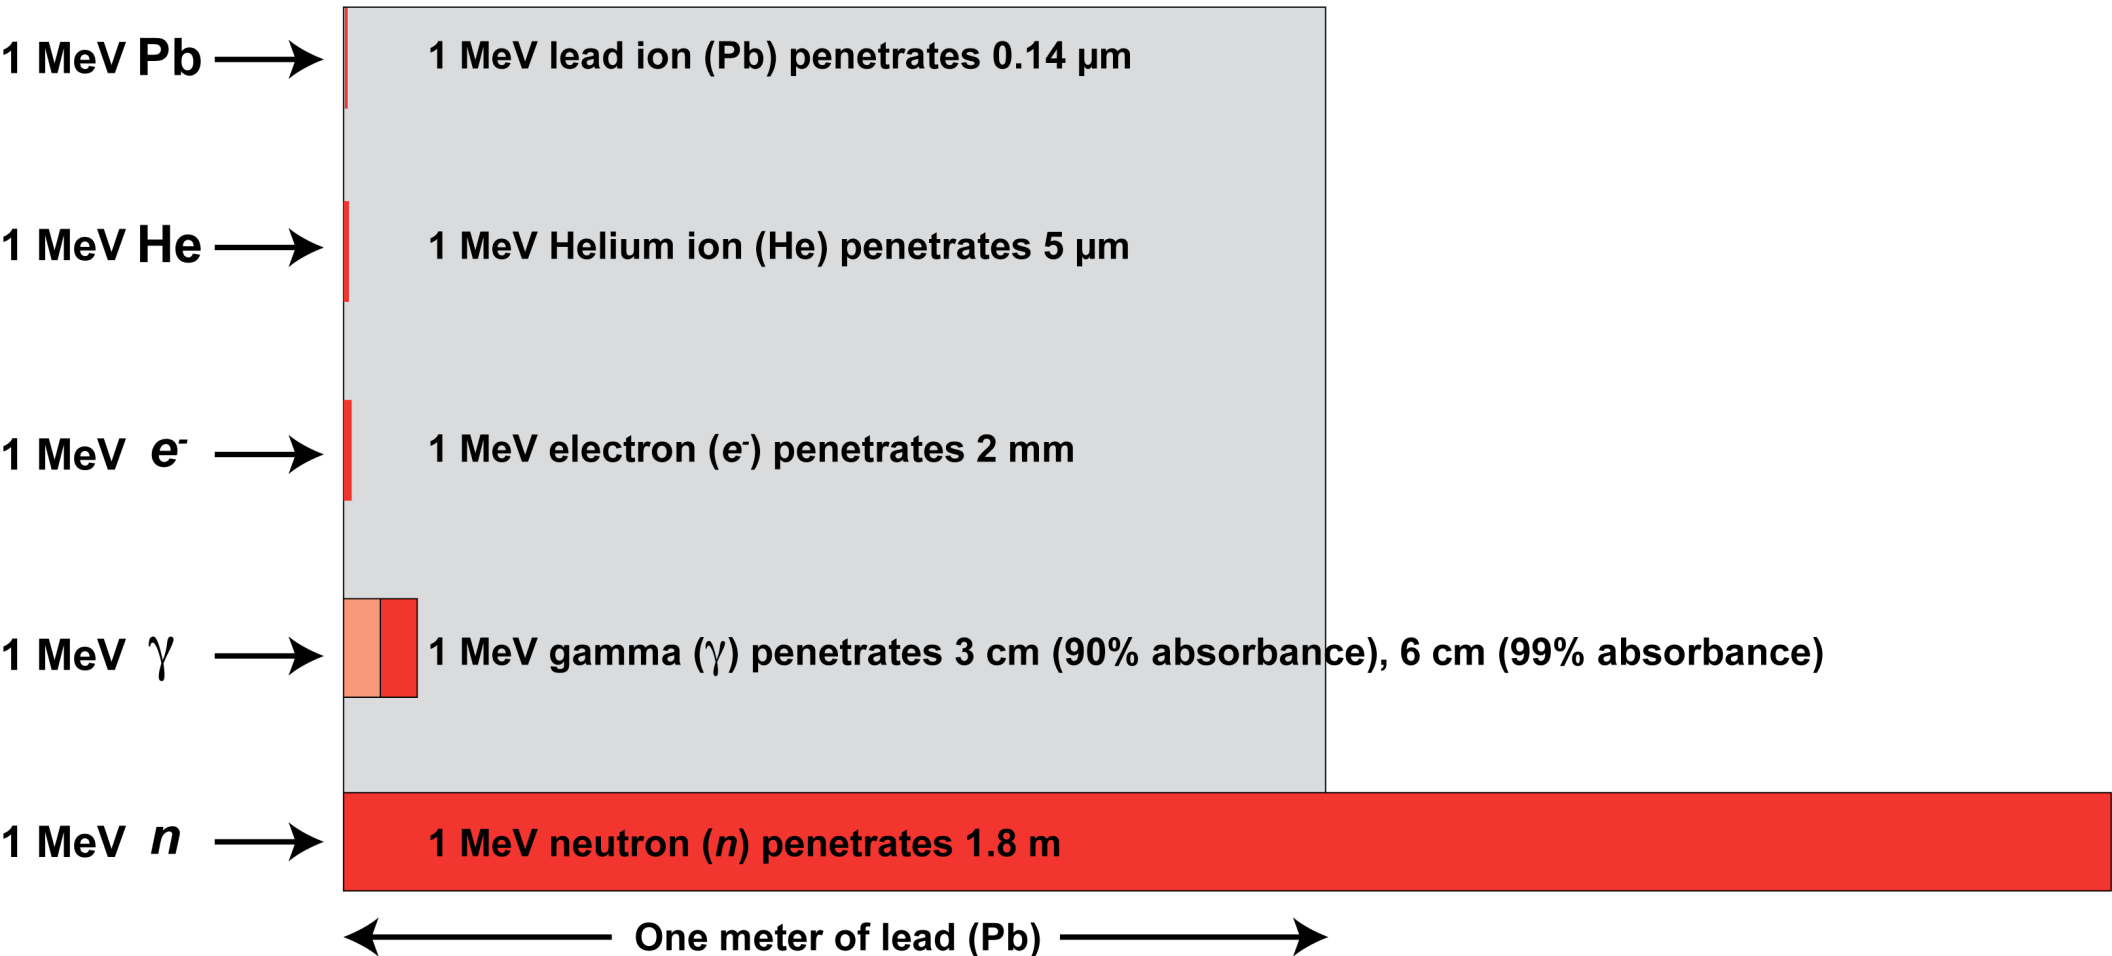 1 MeV Pb
1 MeV lead ion (Pb) penetrates 0.14 µm
1 MeV He
1 MeV Helium ion (He) penetrates 5 µm
1 MeV e-
1 MeV electron (e-) penetrates 2 mm
1 MeV γ
1 MeV gamma (γ) penetrates 3 cm (90% absorbance), 6 cm (99% absorbance)
1 MeV n
1 MeV neutron (n) penetrates 1.8 m
One meter of lead (Pb)